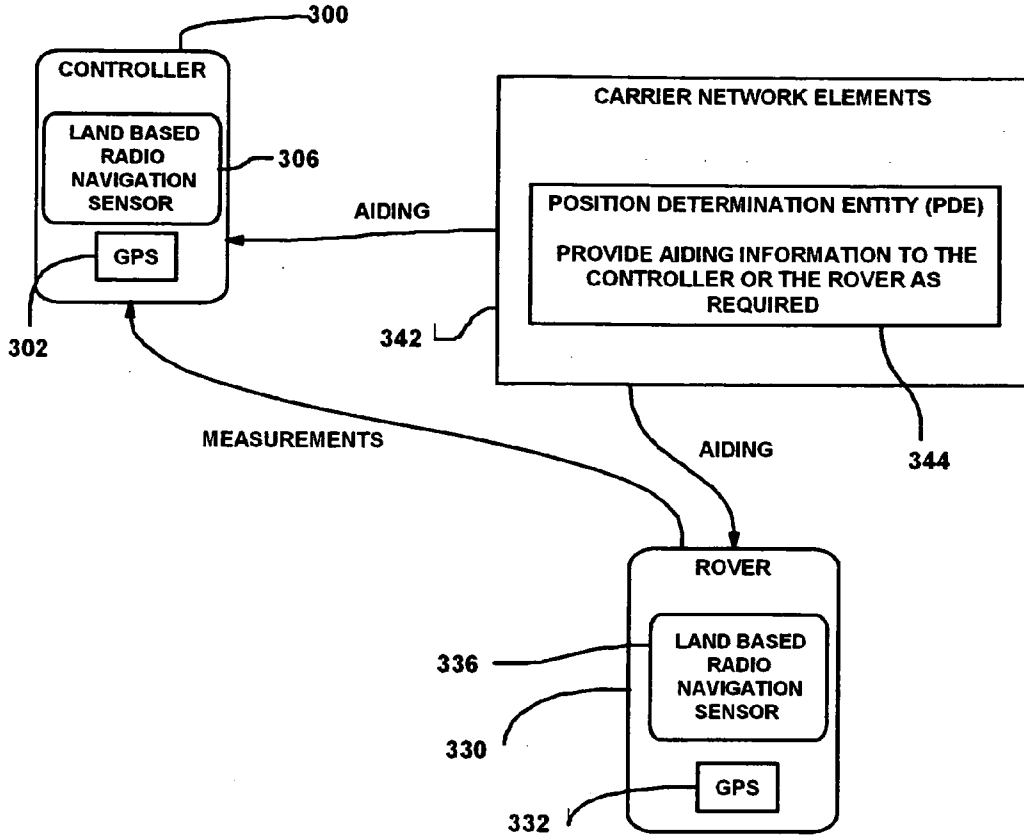 300
CONTROLLER
LAND BASED
RADIO
NAVIGATION
SENSOR
306
GPS
302
AIDING
CARRIER NETWORK ELEMENTS
POSITION DETERMINATION ENTITY (PDE)
PROVIDE AIDING INFORMATION TO THE
CONTROLLER OR THE ROVER AS
REQUIRED
342
344
MEASUREMENTS
AIDING
ROVER
LAND BASED
RADIO
NAVIGATION
SENSOR
336
330
GPS
332